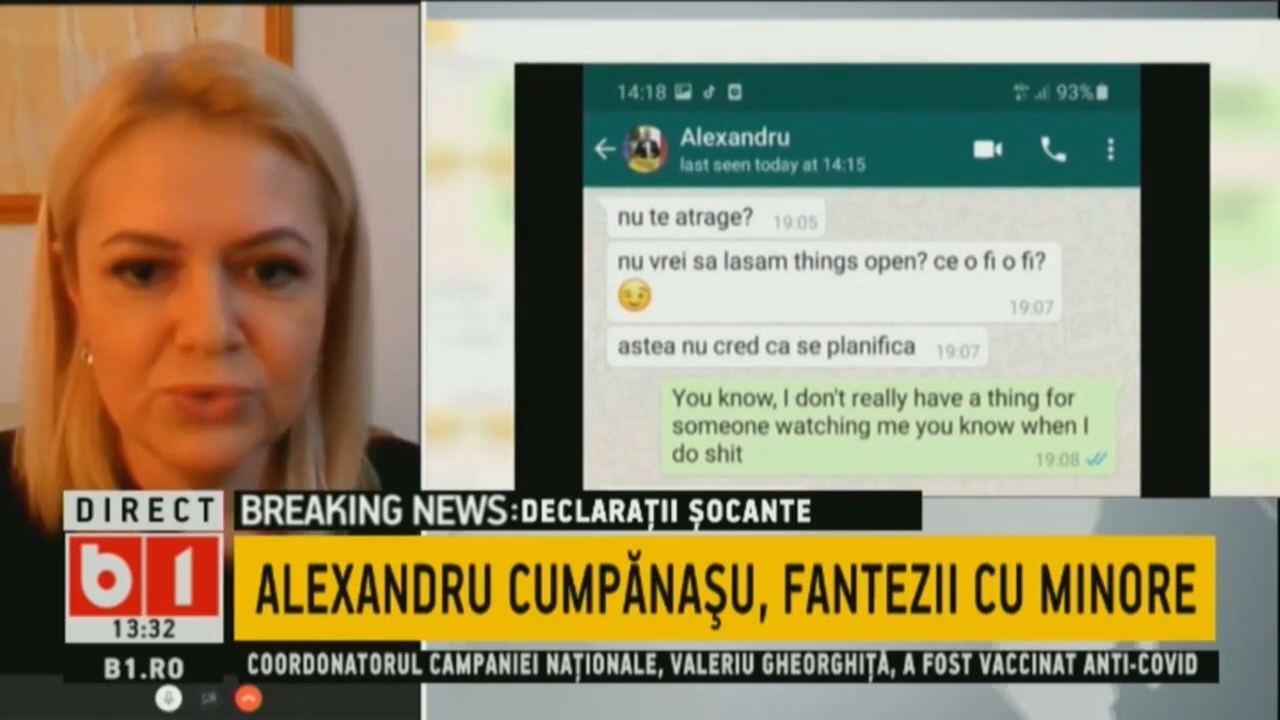 14:18
93%
Alexandru
last seen today at 14:15
nu te atrage? 19:05
nu vrei sa lasam things open? ce o fi o fi?
😉
19:07
astea nu cred ca se planifica 19:07
You know, I don't really have a thing for
someone watching me you know when I
do shit
19:08
DIRECT
BREAKING NEWS:DECLARAȚII ȘOCANTE
b1
ALEXANDRU CUMPĂNAŞU, FANTEZII CU MINORE
13:32
B1.RO
COORDONATORUL CAMPANIEI NAȚIONALE, VALERIU GHEORGHIȚĂ, A FOST VACCINAT ANTI-COVID